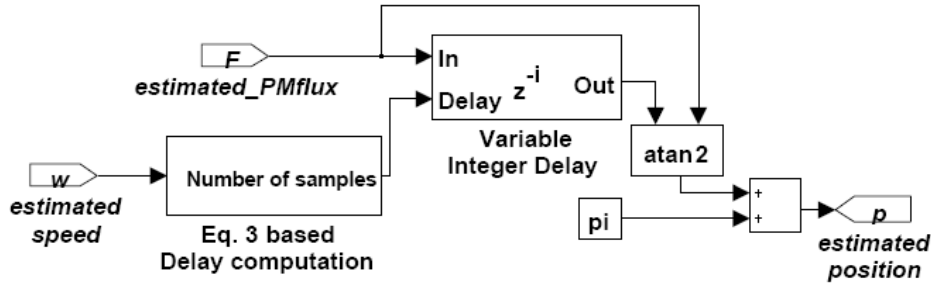 F
estimated_PMflux
In
Delay
z^-i
Out
Variable
Integer Delay
w
estimated
speed
Number of samples
Eq. 3 based
Delay computation
atan2
pi
+
+
p
estimated
position